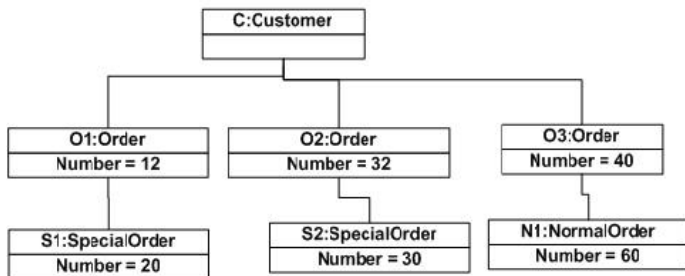 C:Customer
O1:Order
Number = 12
O2:Order
Number = 32
O3:Order
Number = 40
S1:SpecialOrder
Number = 20
S2:SpecialOrder
Number = 30
N1:NormalOrder
Number = 60